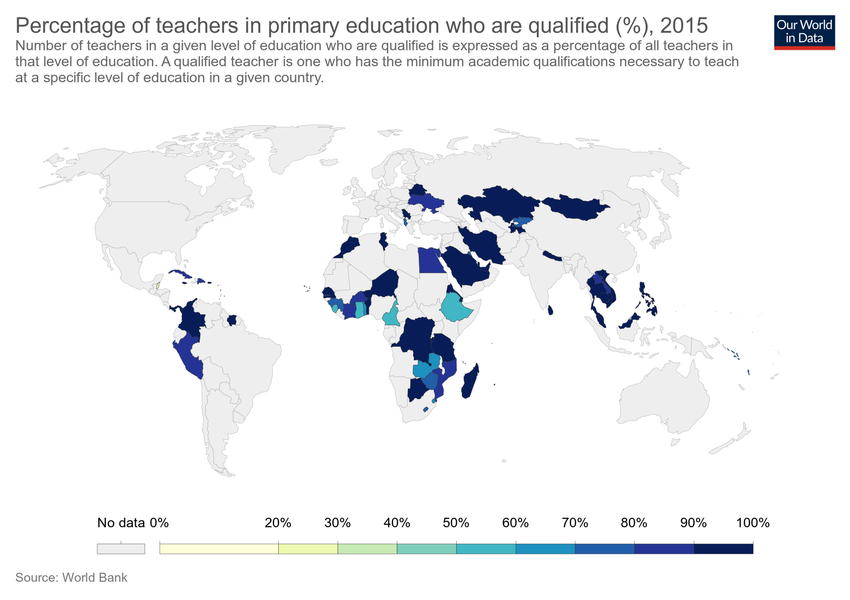 Percentage of teachers in primary education who are qualified (%), 2015
Our World
in Data
Number of teachers in a given level of education who are qualified is expressed as a percentage of all teachers in
that level of education. A qualified teacher is one who has the minimum academic qualifications necessary to teach
at a specific level of education in a given country.
No data 0% 20% 30% 40% 50% 60% 70% 80% 90% 100%
Source: World Bank